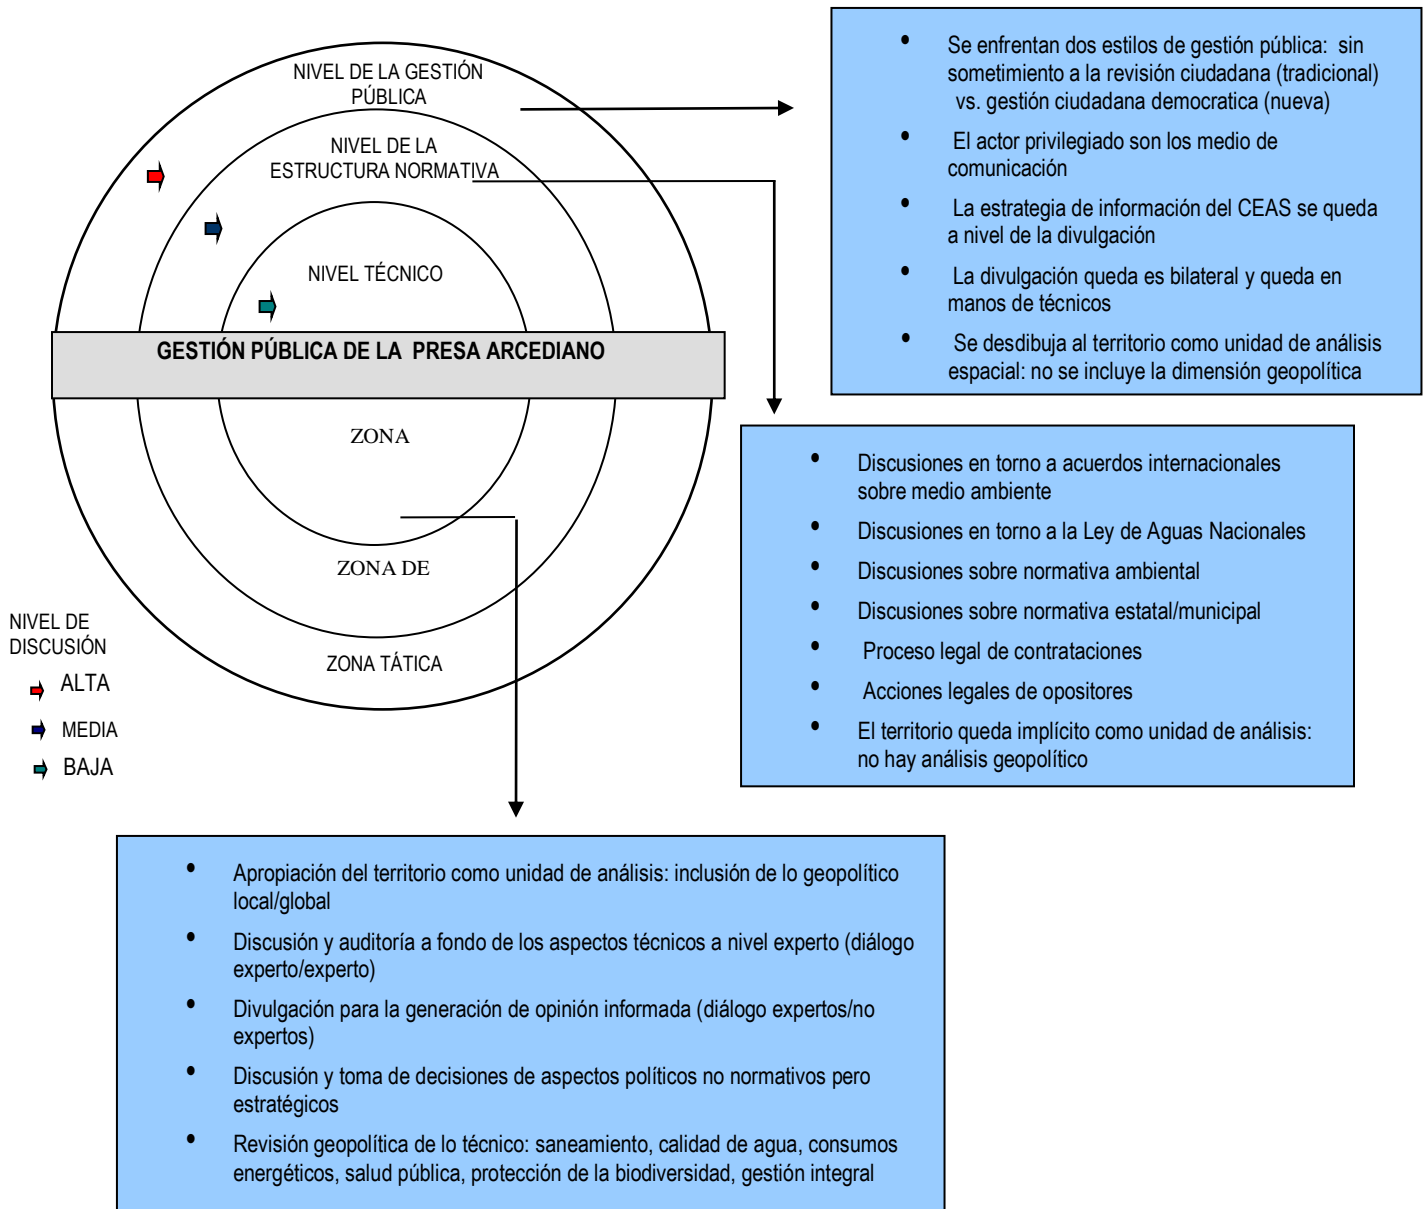 NIVEL DE LA GESTIÓN
PÚBLICA
NIVEL DE LA
ESTRUCTURA NORMATIVA
NIVEL TÉCNICO
GESTIÓN PÚBLICA DE LA PRESA ARCEDIANO
ZONA
ZONA DE
ZONA TÁTICA
NIVEL DE
DISCUSIÓN
ALTA
MEDIA
BAJA
• Se enfrentan dos estilos de gestión pública: sin
sometimiento a la revisión ciudadana (tradicional)
vs. gestión ciudadana democratica (nueva)
• El actor privilegiado son los medio de
comunicación
• La estrategia de información del CEAS se queda
a nivel de la divulgación
• La divulgación queda es bilateral y queda en
manos de técnicos
• Se desdibuja al territorio como unidad de análisis
espacial: no se incluye la dimensión geopolítica
• Discusiones en torno a acuerdos internacionales
sobre medio ambiente
• Discusiones en torno a la Ley de Aguas Nacionales
• Discusiones sobre normativa ambiental
• Discusiones sobre normativa estatal/municipal
• Proceso legal de contrataciones
• Acciones legales de opositores
• El territorio queda implícito como unidad de análisis:
no hay análisis geopolítico
• Apropiación del territorio como unidad de análisis: inclusión de lo geopolítico
local/global
• Discusión y auditoría a fondo de los aspectos técnicos a nivel experto (diálogo
experto/experto)
• Divulgación para la generación de opinión informada (diálogo expertos/no
expertos)
• Discusión y toma de decisiones de aspectos políticos no normativos pero
estratégicos
• Revisión geopolítica de lo técnico: saneamiento, calidad de agua, consumos
energéticos, salud pública, protección de la biodiversidad, gestión integral